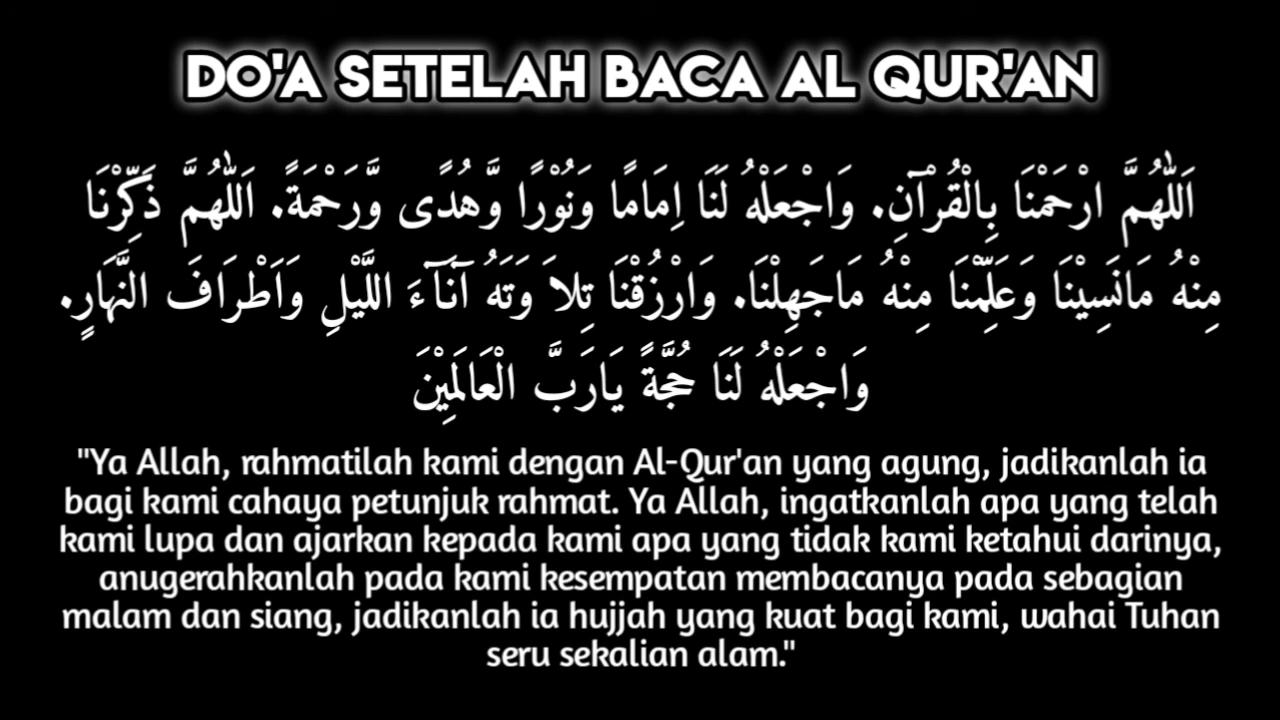 DO'A SETELAH BACA AL QUR'AN
اَللّٰهُمَّ ارْحَمْنَا بِالْقُرْآنِ. وَاجْعَلْهُ لَنَا اِمَامًا وَنُوْرًا وَّهُدًى وَّرَحْمَةً. اَللّٰهُمَّ ذَكِّرْنَا
مِنْهُ مَانَسِيْنَا وَعَلِّمْنَا مِنْهُ مَاجَهِلْنَا. وَارْزُقْنَا تِلاَ وَتَهُ آنَآءَ اللَّيْلِ وَاَطْرَافَ النَّهَارِ.
وَاجْعَلْهُ لَنَا حُجَّةً يَارَبَّ الْعَالَمِيْنَ
"Ya Allah, rahmatilah kami dengan Al-Qur'an yang agung, jadikanlah ia
bagi kami cahaya petunjuk rahmat. Ya Allah, ingatkanlah apa yang telah
kami lupa dan ajarkan kepada kami apa yang tidak kami ketahui darinya,
anugerahkanlah pada kami kesempatan membacanya pada sebagian
malam dan siang, jadikanlah ia hujjah yang kuat bagi kami, wahai Tuhan
seru sekalian alam."